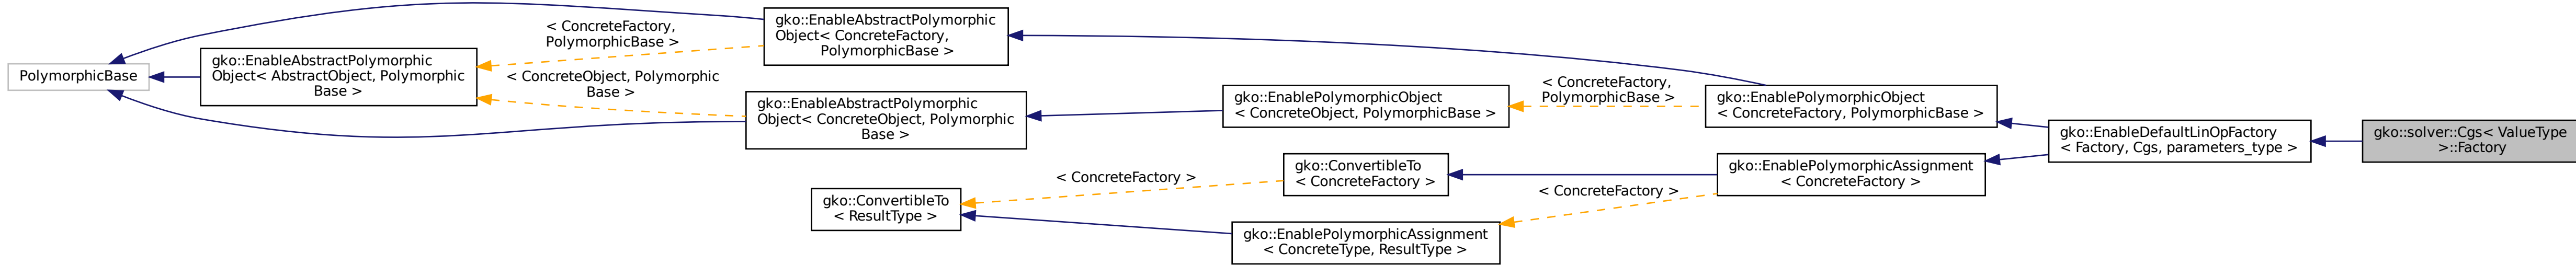 PolymorphicBase
gko::EnableAbstractPolymorphic
Object< AbstractObject, Polymorphic
Base >
< ConcreteFactory,
PolymorphicBase >
< ConcreteObject, Polymorphic
Base >
gko::EnableAbstractPolymorphic
Object< ConcreteFactory,
PolymorphicBase >
gko::EnableAbstractPolymorphic
Object< ConcreteObject, Polymorphic
Base >
gko::ConvertibleTo
< ResultType >
< ConcreteFactory >
gko::EnablePolymorphicObject
< ConcreteObject, PolymorphicBase >
gko::ConvertibleTo
< ConcreteFactory >
gko::EnablePolymorphicAssignment
< ConcreteType, ResultType >
< ConcreteFactory,
PolymorphicBase >
< ConcreteFactory >
gko::EnablePolymorphicObject
< ConcreteFactory, PolymorphicBase >
gko::EnablePolymorphicAssignment
< ConcreteFactory >
gko::EnableDefaultLinOpFactory
< Factory, Cgs, parameters_type >
gko::solver::Cgs< ValueType
>::Factory